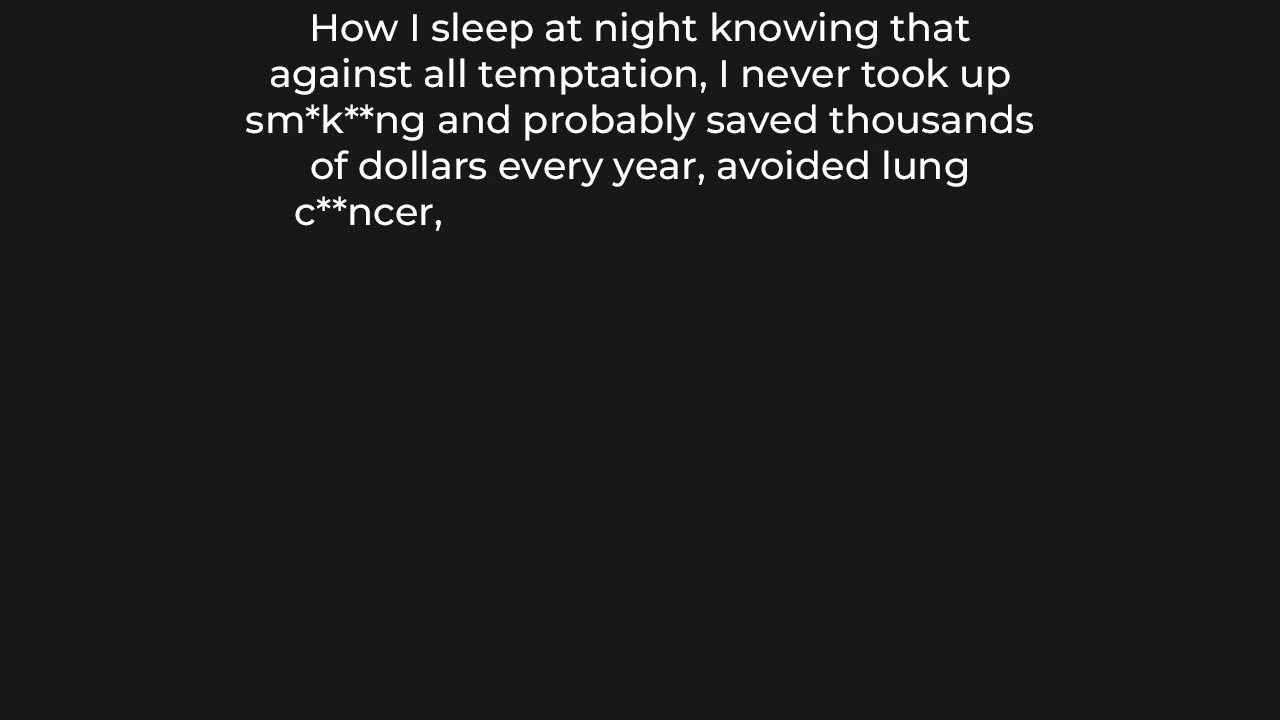 How I sleep at night knowing that
against all temptation, I never took up
sm*k**ng and probably saved thousands
of dollars every year, avoided lung
c**ncer,